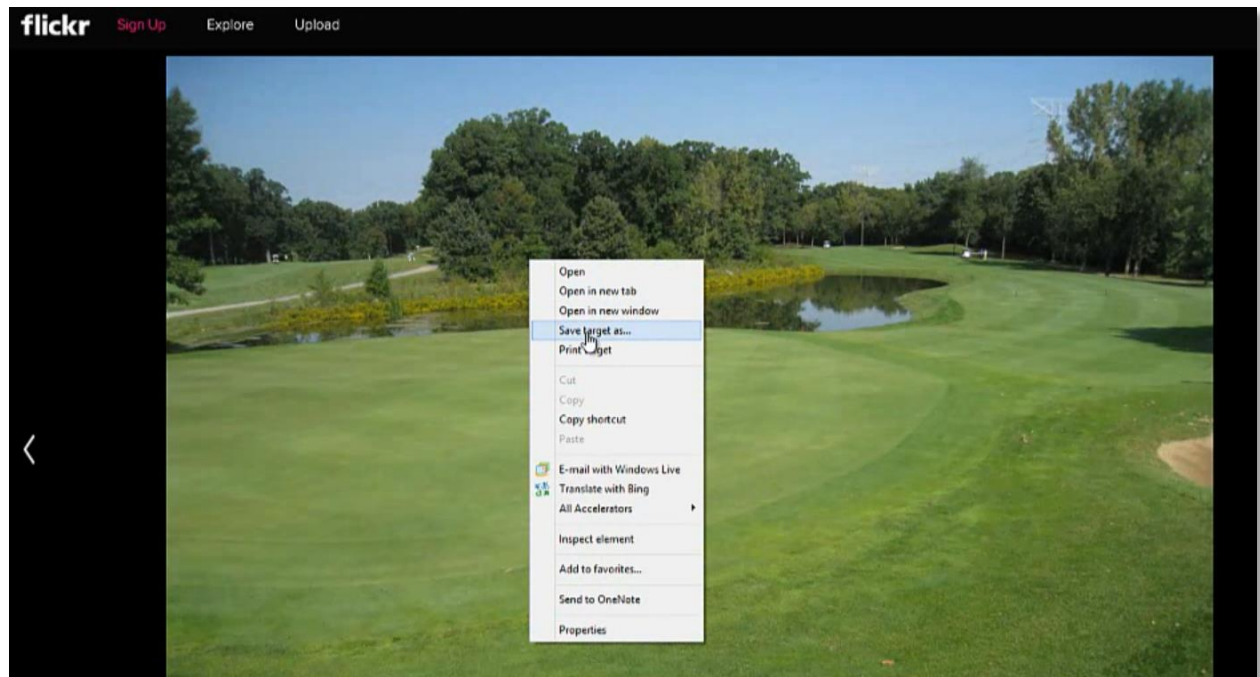 flickr Sign Up Explore Upload
Open
Open in new tab
Open in new window
Save target as...
Print target
Cut
Copy
Copy shortcut
Paste
E-mail with Windows Live
Translate with Bing
All Accelerators
Inspect element
Add to favorites...
Send to OneNote
Properties